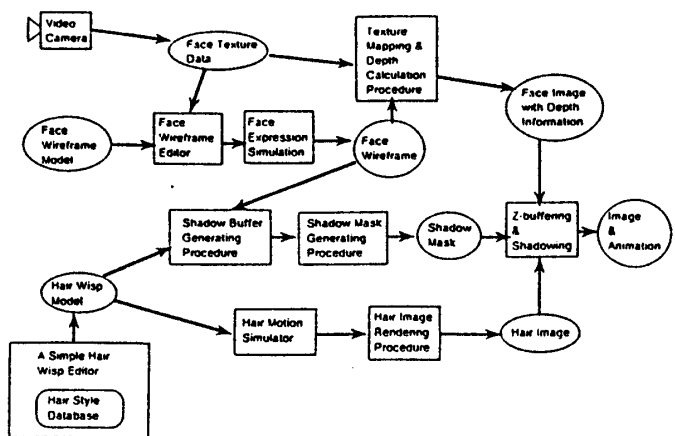 Video
Camera
Face Texture
Data
Texture
Mapping &
Depth
Calculation
Procedure
Face Image
with Depth
Information
Face
Wireframe
Model
Face
Wireframe
Editor
Face
Expression
Simulation
Face
Wireframe
Shadow Buffer
Generating
Procedure
Shadow Mask
Generating
Procedure
Shadow
Mask
Z-buffering
&
Shadowing
Image
&
Animation
Hair Wisp
Model
Hair Motion
Simulator
Hair Image
Rendering
Procedure
Hair Image
A Simple Hair
Wisp Editor
Hair Style
Database